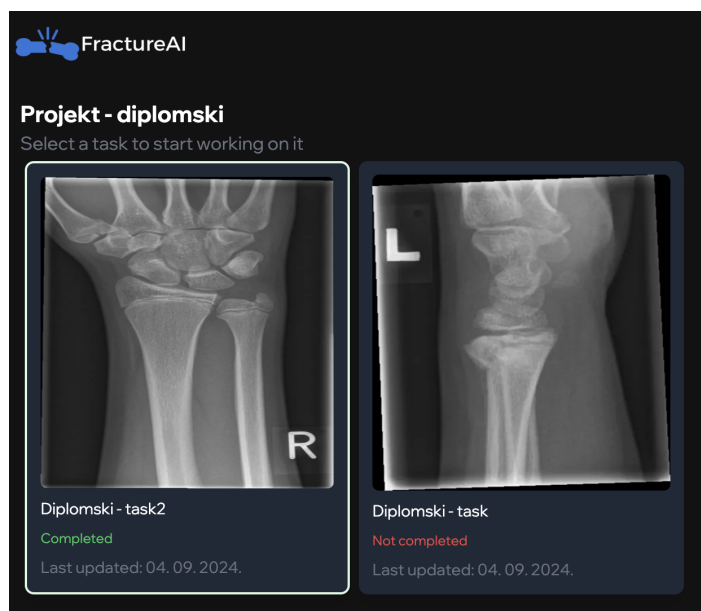 FractureAI
Projekt - diplomski
Select a task to start working on it
R
Diplomski - task2
Completed
Last updated: 04. 09. 2024.
L
Diplomski - task
Not completed
Last updated: 04. 09. 2024.